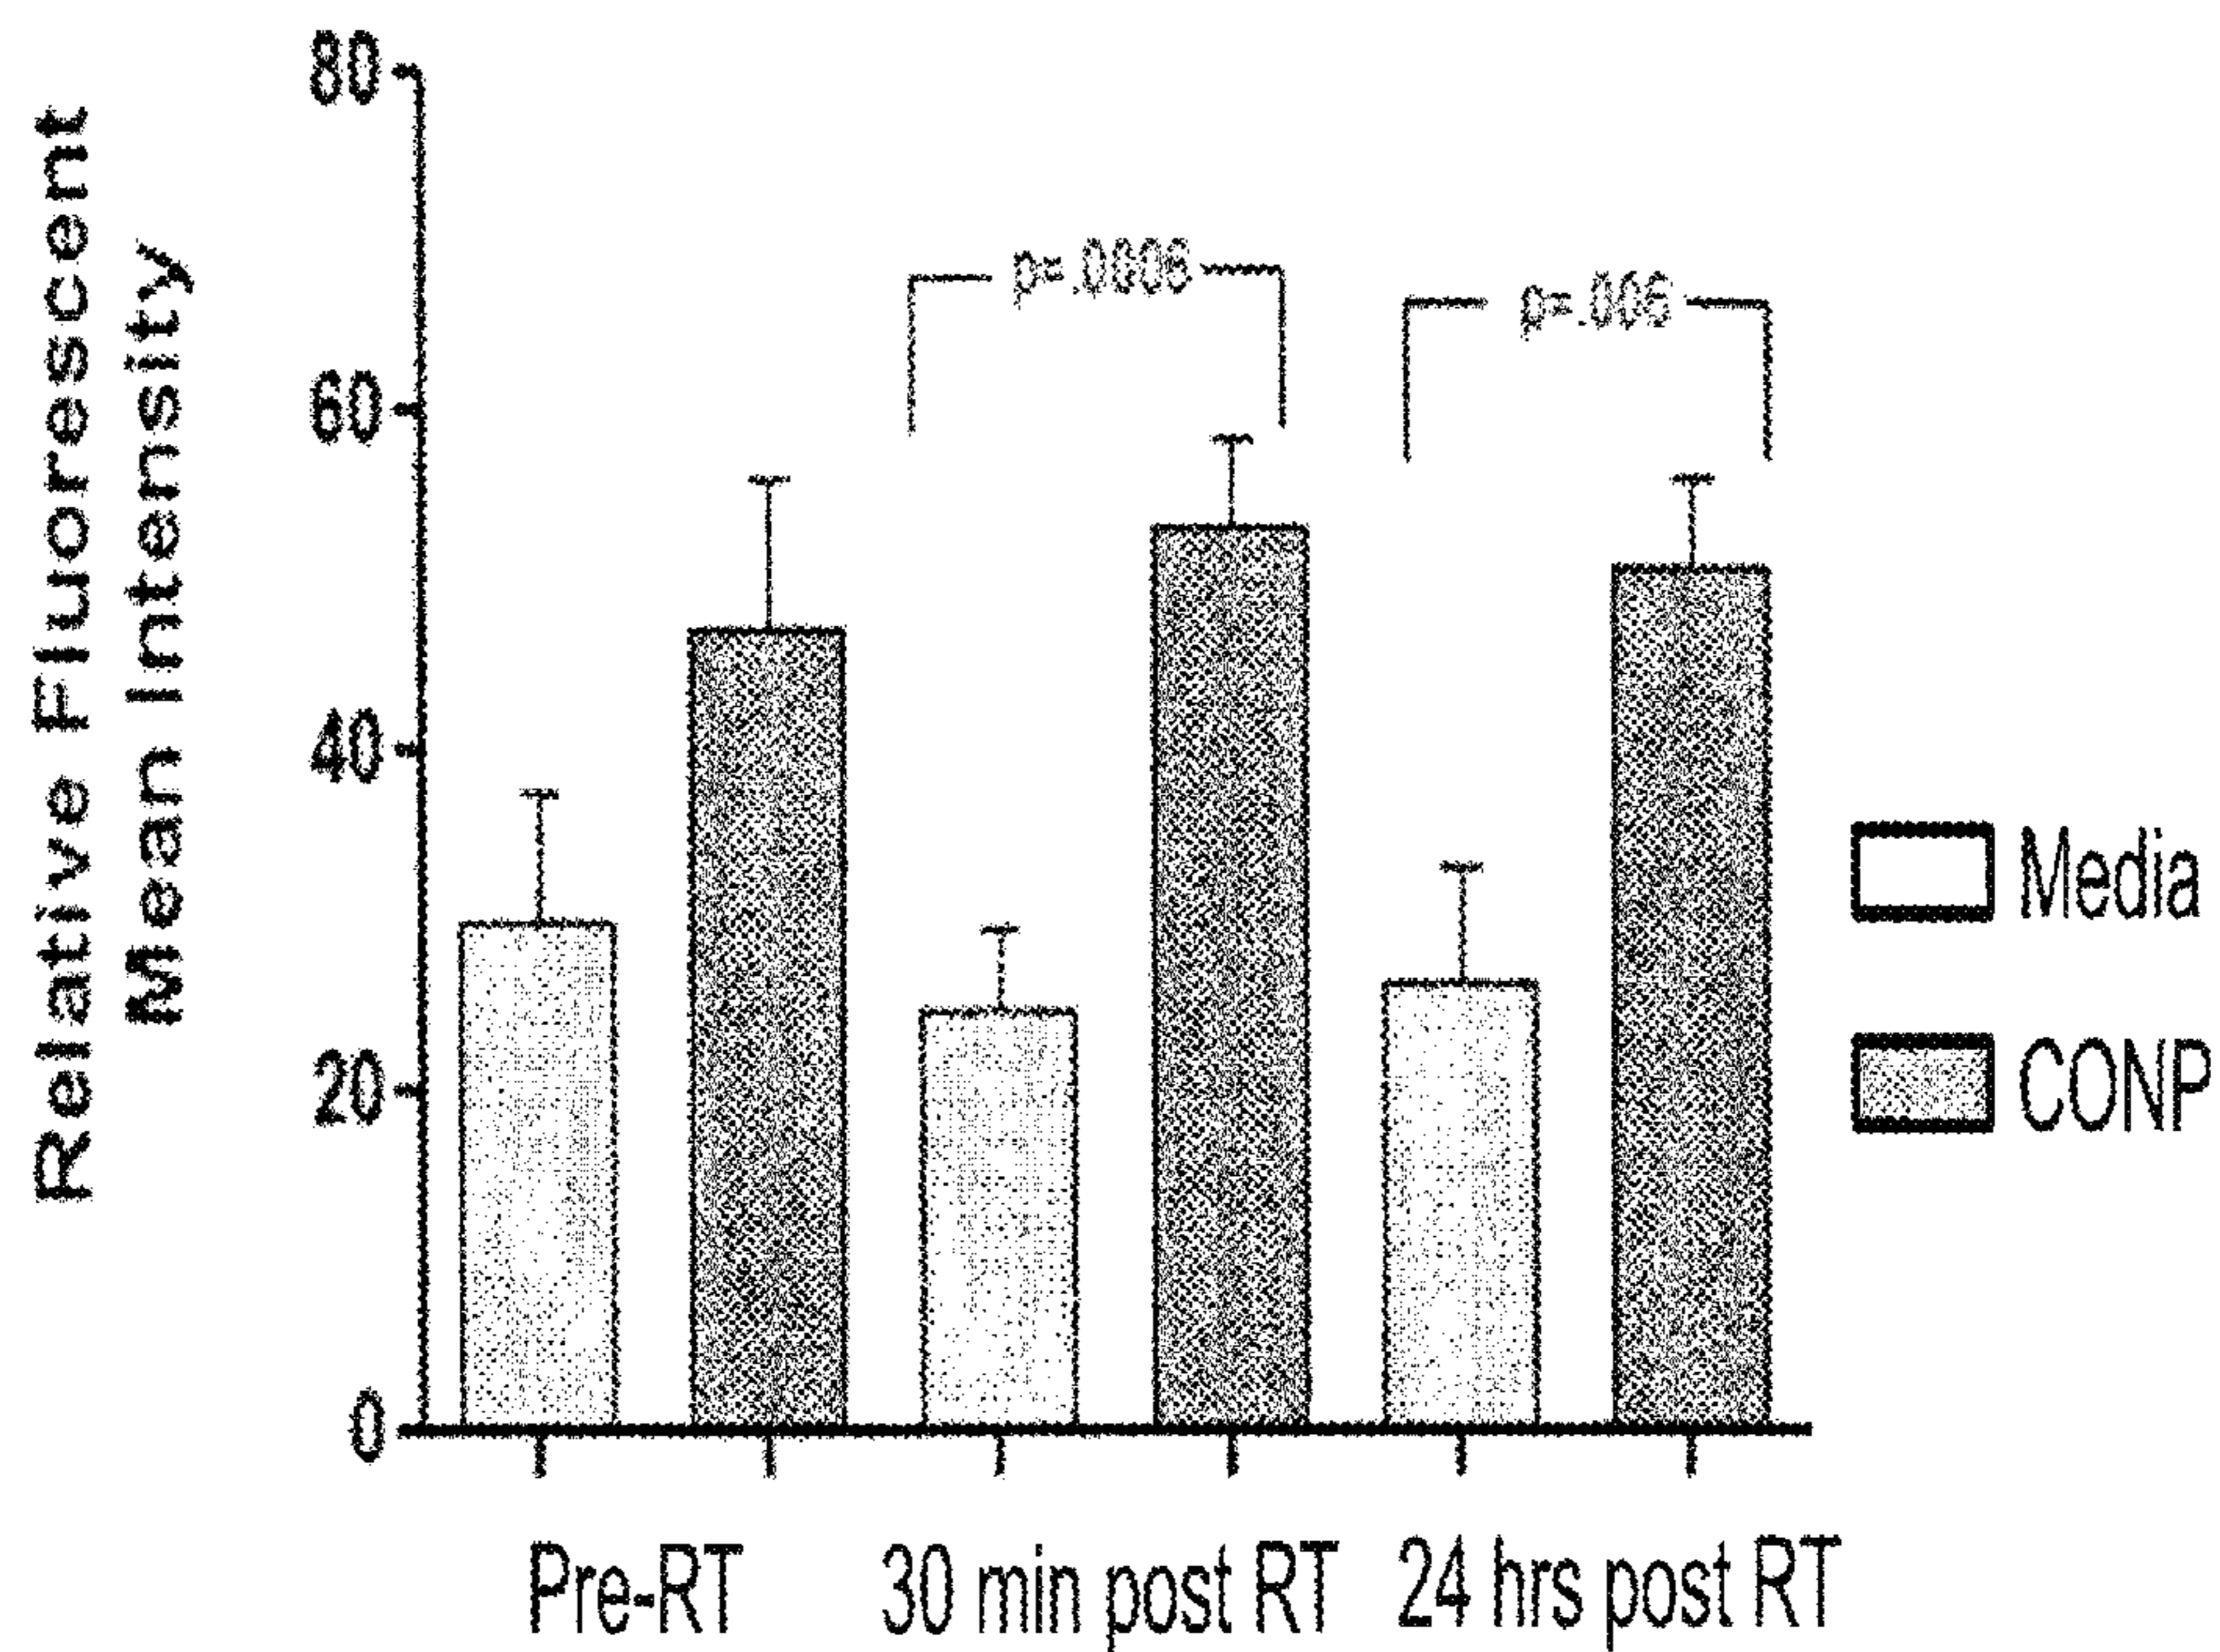 Relative Fluorescent
Mean Intensity
80
60
40
20
0
p=.0006
p=.006
Media
CONP
Pre-RT
30 min post RT
24 hrs post RT